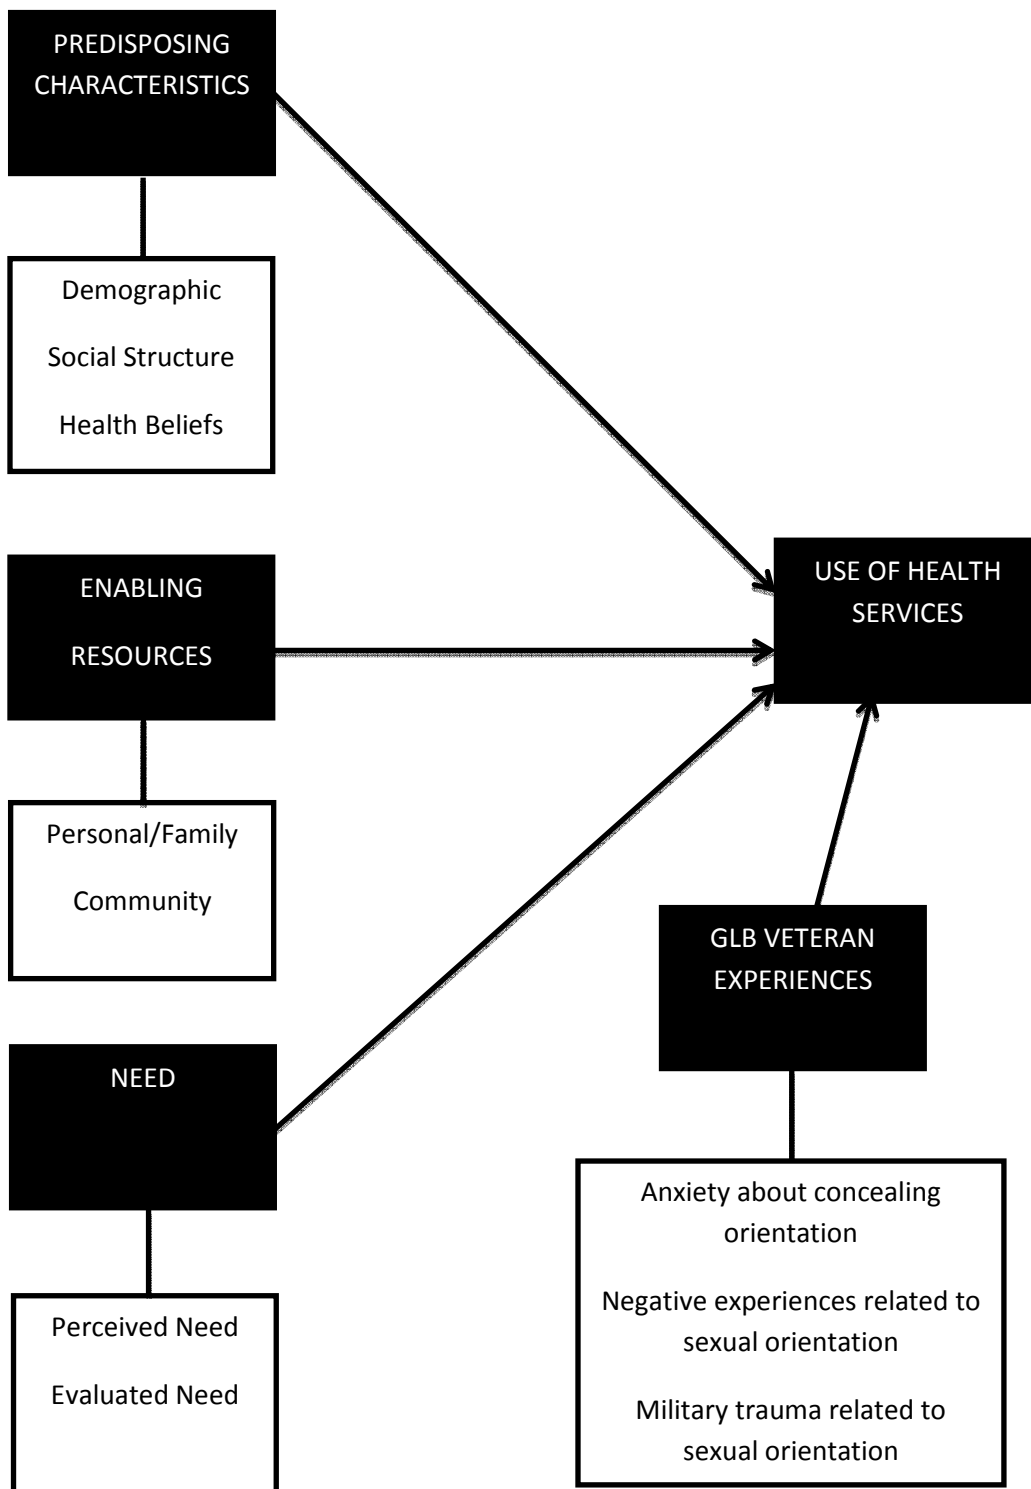 PREDISPOSING
CHARACTERISTICS
Demographic
Social Structure
Health Beliefs
ENABLING
RESOURCES
Personal/Family
Community
NEED
Perceived Need
Evaluated Need
USE OF HEALTH
SERVICES
GLB VETERAN
EXPERIENCES
Anxiety about concealing
orientation
Negative experiences related to
sexual orientation
Military trauma related to
sexual orientation